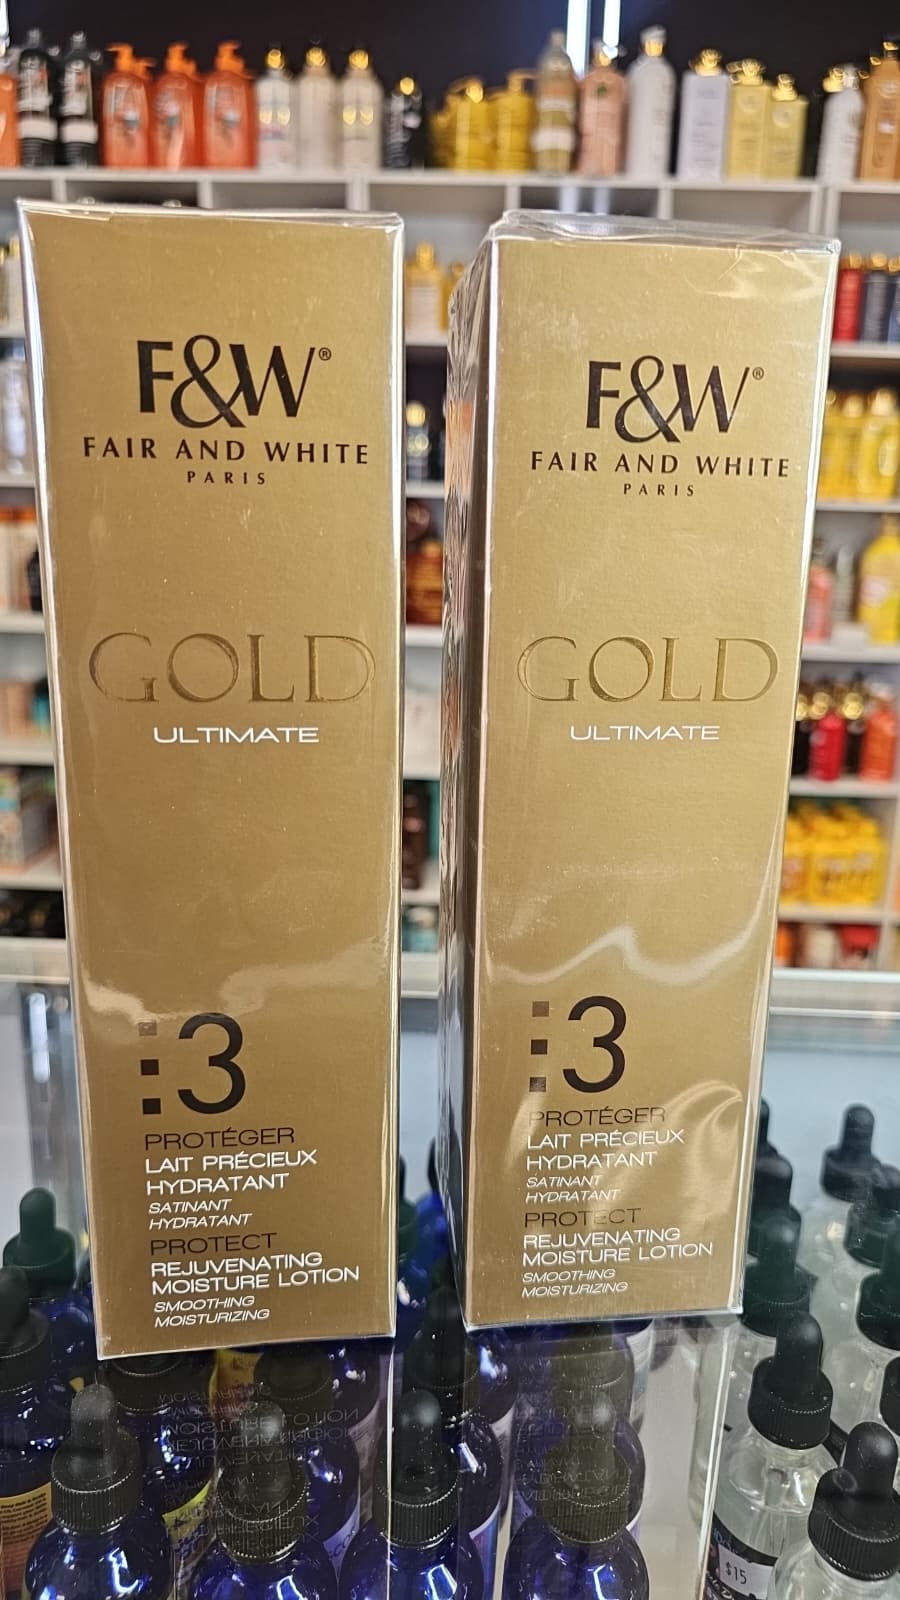 F&W®
FAIR AND WHITE
PARIS
GOLD
ULTIMATE
3
PROTÉGER
LAIT PRÉCIEUX
HYDRATANT
SATINANT
HYDRATANT
PROTECT
REJUVENATING
MOISTURE LOTION
SMOOTHING
MOISTURIZING
F&W®
FAIR AND WHITE
PARIS
GOLD
ULTIMATE
3
PROTÉGER
LAIT PRÉCIEUX
HYDRATANT
SATINANT
HYDRATANT
PROTECT
REJUVENATING
MOISTURE LOTION
SMOOTHING
MOISTURIZING
$15